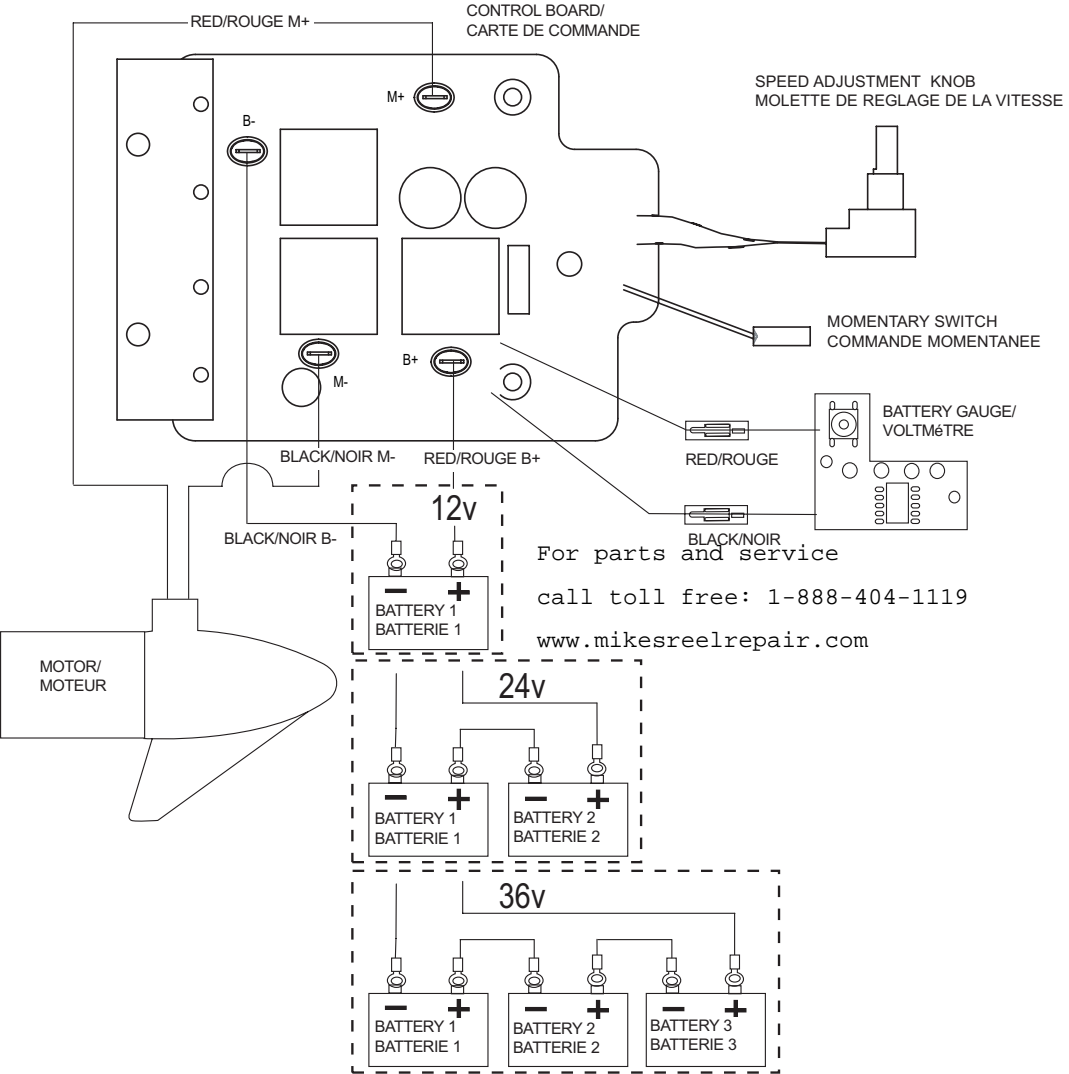 CONTROL BOARD/
CARTE DE COMMANDE
RED/ROUGE M+
SPEED ADJUSTMENT KNOB
MOLETTE DE REGLAGE DE LA VITESSE
M+
B-
MOMENTARY SWITCH
COMMANDE MOMENTANEE
B+
M-
BATTERY GAUGE/
VOLTMéTRE
BLACK/NOIR M-
RED/ROUGE B+
RED/ROUGE
12v
BLACK/NOIR B-
BLACK/NOIR
For parts and service
call toll free: 1-888-404-1119
www.mikesreelrepair.com
− +
BATTERY 1
BATTERIE 1
MOTOR/
MOTEUR
24v
− +
BATTERY 1
BATTERIE 1
− +
BATTERY 2
BATTERIE 2
36v
− +
BATTERY 1
BATTERIE 1
− +
BATTERY 2
BATTERIE 2
− +
BATTERY 3
BATTERIE 3